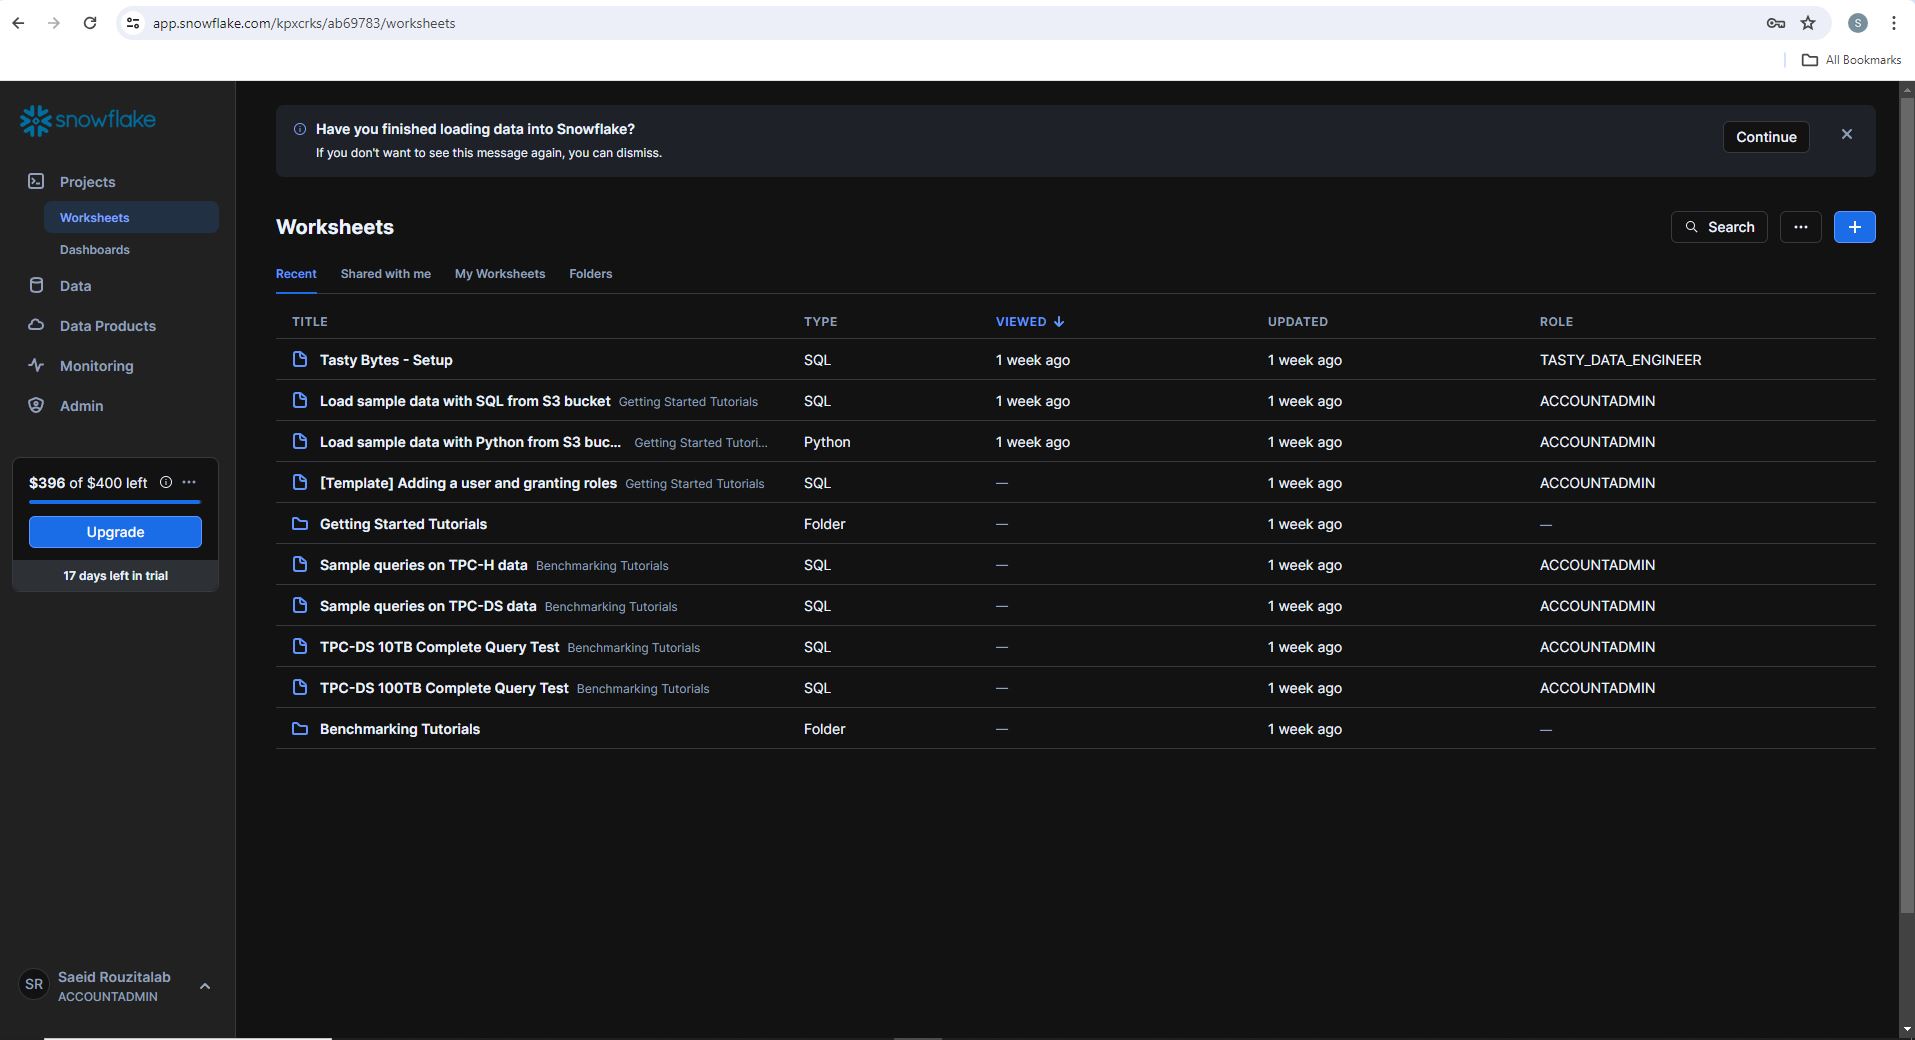 app.snowflake.com/kpxcrks/ab69783/worksheets
S
All Bookmarks
snowflake
Projects
Worksheets
Dashboards
Data
Data Products
Monitoring
Admin
$396 of $400 left
Upgrade
17 days left in trial
SR
Saeid Rouzitalab
ACCOUNTADMIN
Have you finished loading data into Snowflake?
If you don't want to see this message again, you can dismiss.
Continue
Worksheets
Search
Recent Shared with me My Worksheets Folders
TITLE TYPE VIEWED UPDATED ROLE
Tasty Bytes - Setup SQL 1 week ago 1 week ago TASTY_DATA_ENGINEER
Load sample data with SQL from S3 bucket Getting Started Tutorials SQL 1 week ago 1 week ago ACCOUNTADMIN
Load sample data with Python from S3 buc... Getting Started Tutori... Python 1 week ago 1 week ago ACCOUNTADMIN
[Template] Adding a user and granting roles Getting Started Tutorials SQL — 1 week ago ACCOUNTADMIN
Getting Started Tutorials Folder — 1 week ago —
Sample queries on TPC-H data Benchmarking Tutorials SQL — 1 week ago ACCOUNTADMIN
Sample queries on TPC-DS data Benchmarking Tutorials SQL — 1 week ago ACCOUNTADMIN
TPC-DS 10TB Complete Query Test Benchmarking Tutorials SQL — 1 week ago ACCOUNTADMIN
TPC-DS 100TB Complete Query Test Benchmarking Tutorials SQL — 1 week ago ACCOUNTADMIN
Benchmarking Tutorials Folder — 1 week ago —